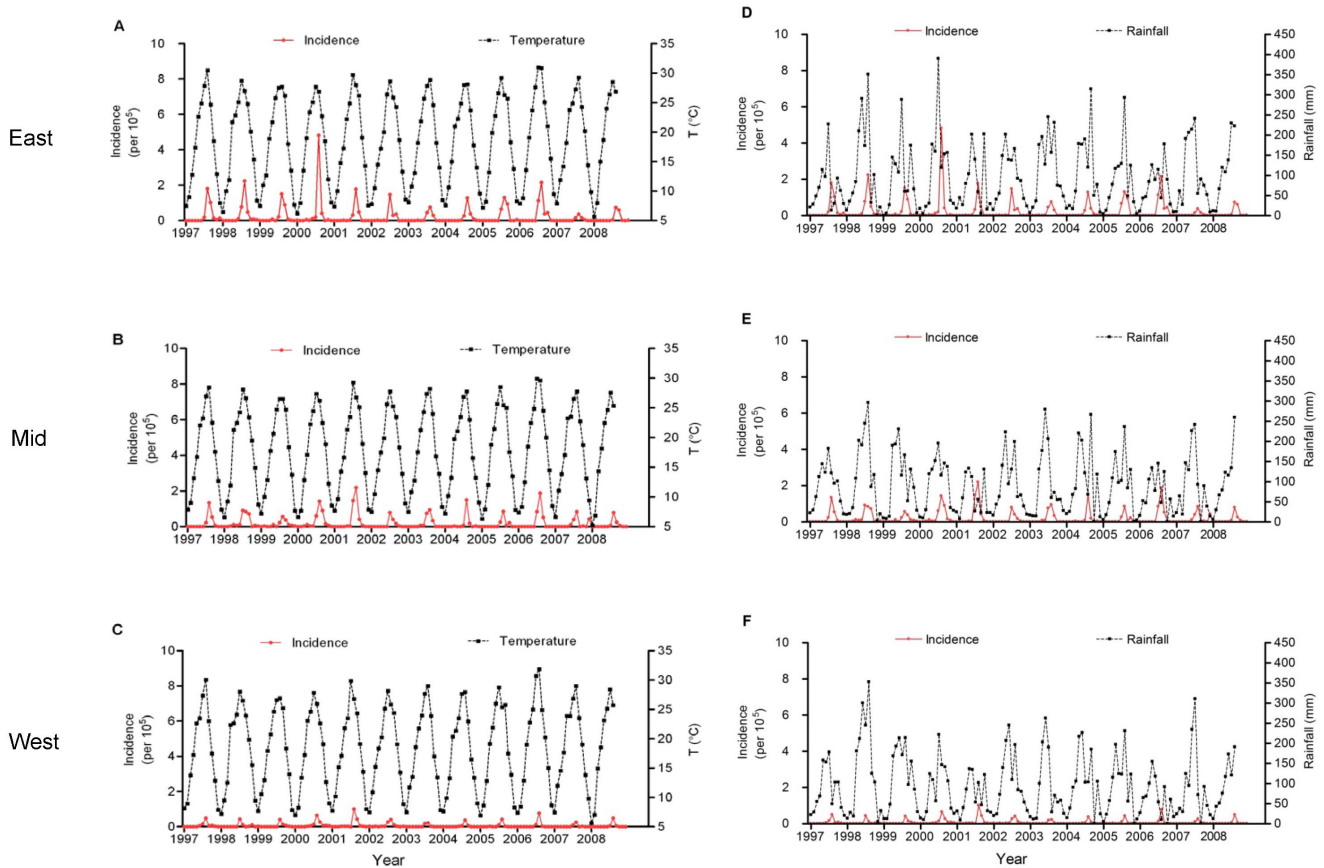 East
Mid
West
A
Incidence
Temperature
10
8
6
4
2
0
Incidence
(per 10⁵)
35
30
25
20
15
10
5
T (°C)
1997 1998 1999 2000 2001 2002 2003 2004 2005 2006 2007 2008
D
Incidence
Rainfall
10
8
6
4
2
0
Incidence
(per 10⁵)
450
400
350
300
250
200
150
100
50
0
Rainfall (mm)
1997 1998 1999 2000 2001 2002 2003 2004 2005 2006 2007 2008
B
Incidence
Temperature
10
8
6
4
2
0
Incidence
(per 10⁵)
35
30
25
20
15
10
5
T (°C)
1997 1998 1999 2000 2001 2002 2003 2004 2005 2006 2007 2008
E
Incidence
Rainfall
10
8
6
4
2
0
Incidence
(per 10⁵)
450
400
350
300
250
200
150
100
50
0
Rainfall (mm)
1997 1998 1999 2000 2001 2002 2003 2004 2005 2006 2007 2008
C
Incidence
Temperature
10
8
6
4
2
0
Incidence
(per 10⁵)
35
30
25
20
15
10
5
T (°C)
1997 1998 1999 2000 2001 2002 2003 2004 2005 2006 2007 2008
Year
F
Incidence
Rainfall
10
8
6
4
2
0
Incidence
(per 10⁵)
450
400
350
300
250
200
150
100
50
0
Rainfall (mm)
1997 1998 1999 2000 2001 2002 2003 2004 2005 2006 2007 2008
Year